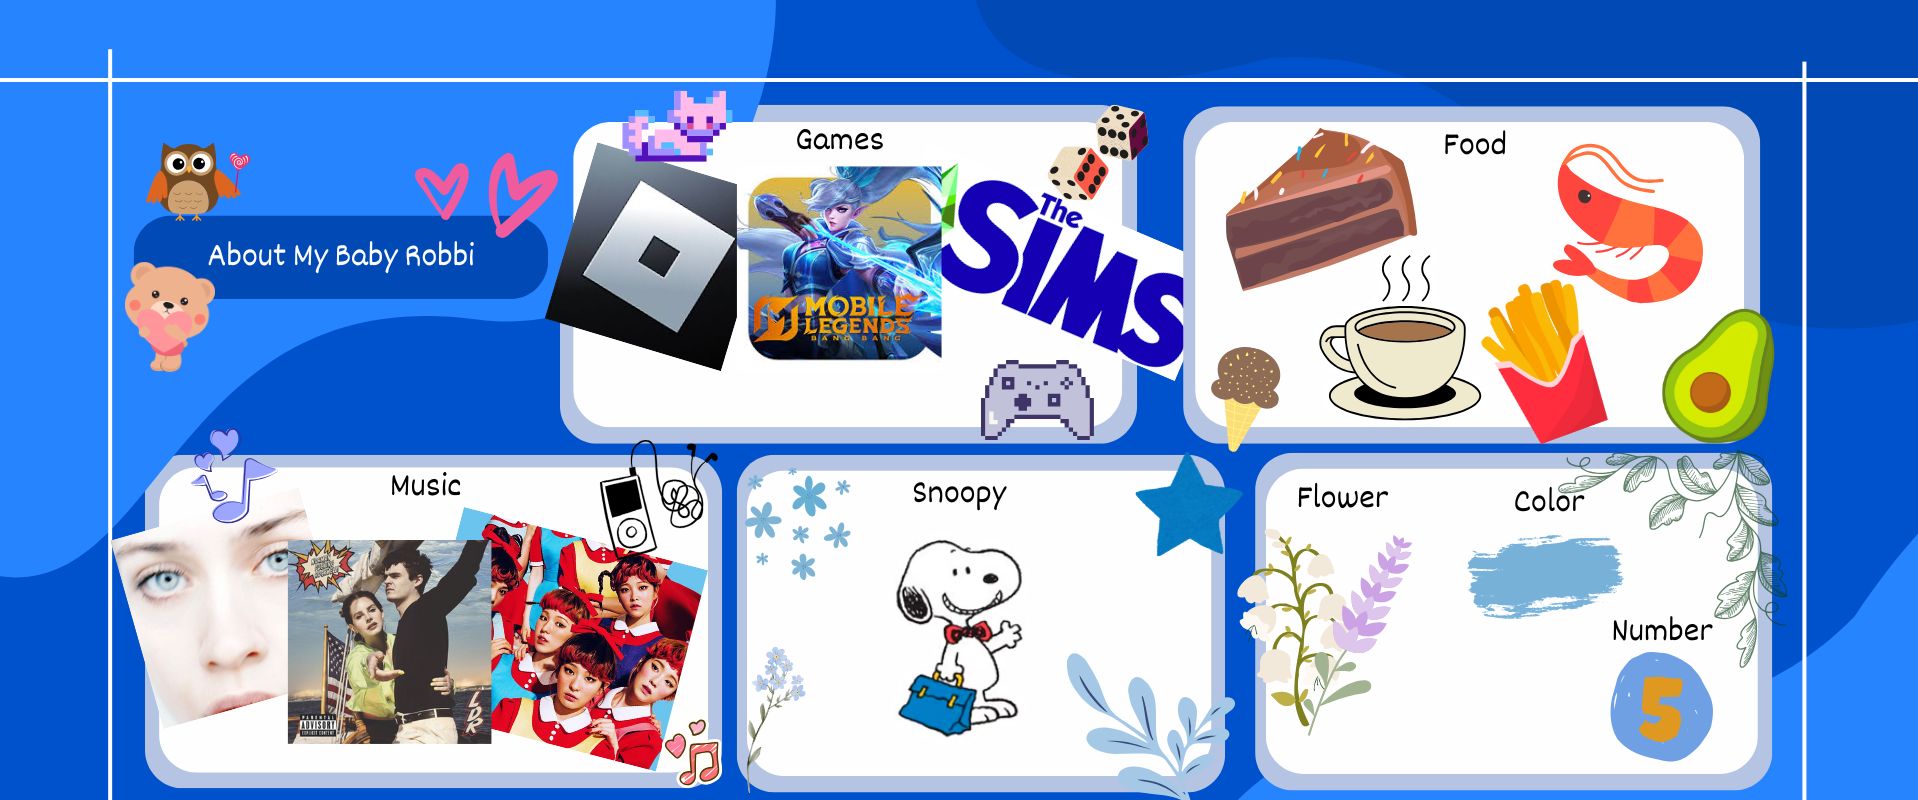 Games
Food
About My Baby Robbi
The
SIMS
MOBILE
LEGENDS
BANG BANG
Music
Snoopy
Flower
Color
Number
5
LDR
PARENTAL
ADVISORY
EXPLICIT CONTENT